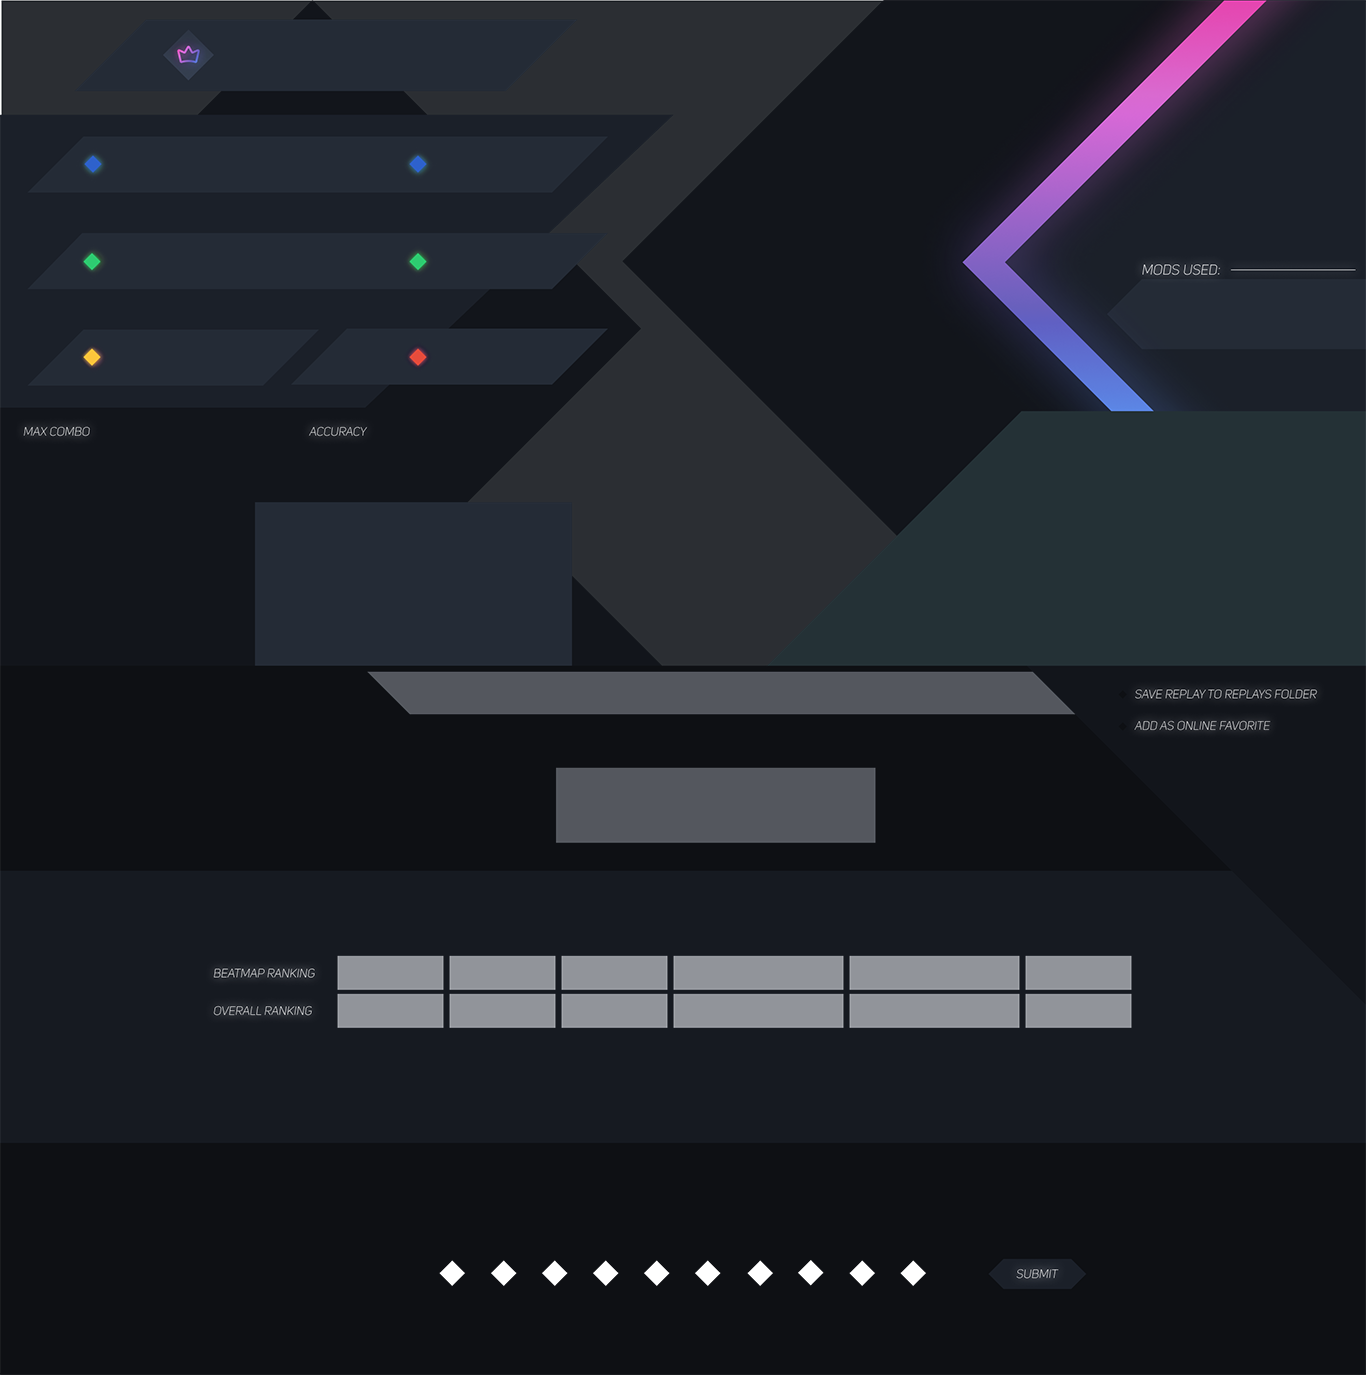 MODS USED:
MAX COMBO
ACCURACY
SAVE REPLAY TO REPLAYS FOLDER
ADD AS ONLINE FAVORITE
BEATMAP RANKING
OVERALL RANKING
SUBMIT